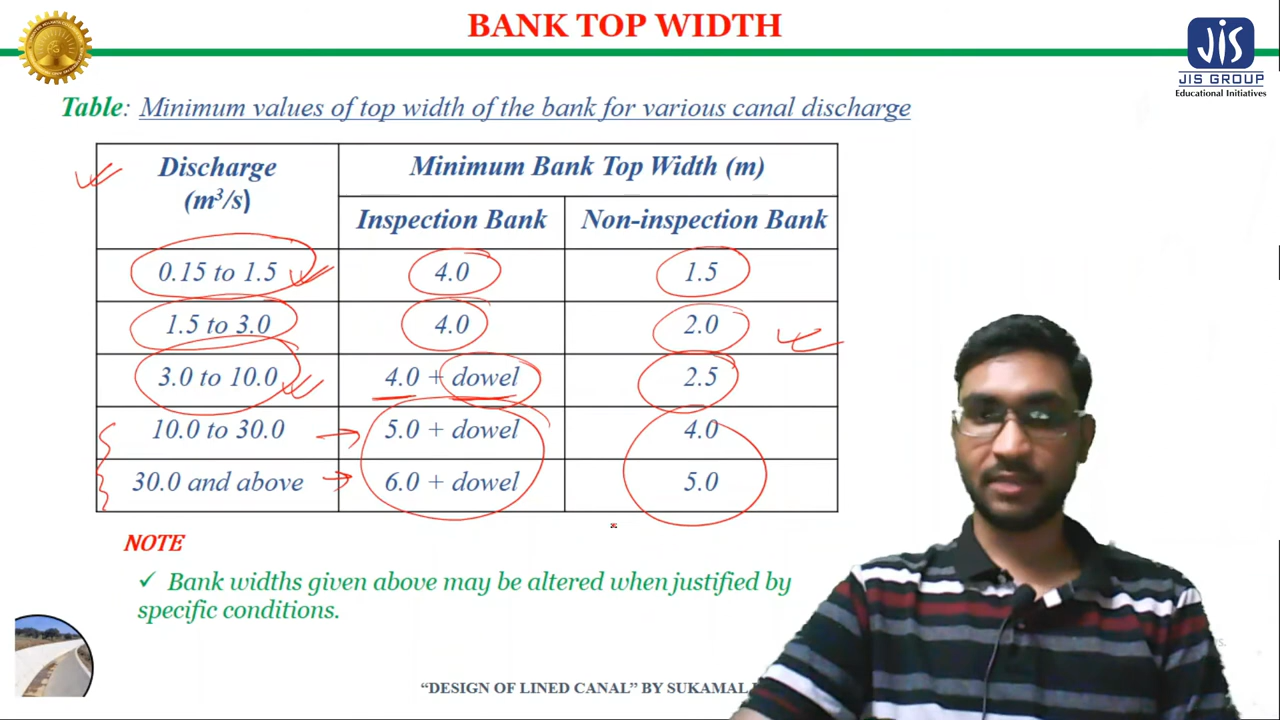 BANK TOP WIDTH
JIS
JIS GROUP
Educational Initiatives
Table: Minimum values of top width of the bank for various canal discharge
Discharge (m³/s)
Minimum Bank Top Width (m)
Inspection Bank
Non-inspection Bank
0.15 to 1.5
4.0
1.5
1.5 to 3.0
4.0
2.0
3.0 to 10.0
4.0 + dowel
2.5
10.0 to 30.0
5.0 + dowel
4.0
30.0 and above
6.0 + dowel
5.0
NOTE
✓ Bank widths given above may be altered when justified by
specific conditions.
"DESIGN OF LINED CANAL" BY SUKAMAL